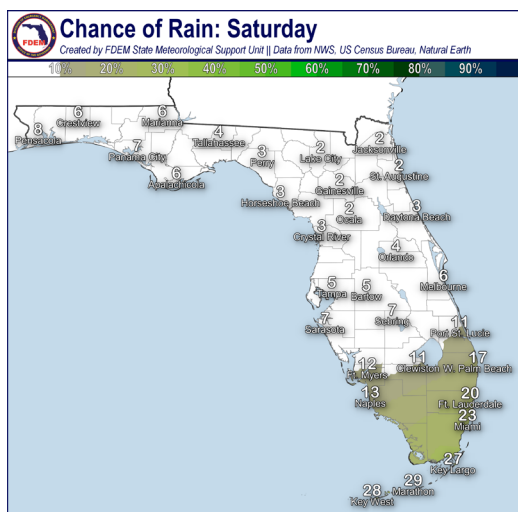 Chance of Rain: Saturday
FDEM
Created by FDEM State Meteorological Support Unit || Data from NWS, US Census Bureau, Natural Earth
10% 20% 30% 40% 50% 60% 70% 80% 90%
6
Crestview
6
Marianna
8
Pensacola
4
Tallahassee
2
Jacksonville
7
Panama City
3
Perry
2
Lake City
6
Apalachicola
2
St. Augustine
3
Horseshoe Beach
2
Gainesville
2
Ocala
3
Daytona Beach
3
Crystal River
4
Orlando
5
Tampa
5
Bartow
6
Melbourne
7
Sarasota
7
Sebring
11
Port St. Lucie
12
Ft. Myers
11
Clewiston
17
W. Palm Beach
13
Naples
20
Ft. Lauderdale
23
Miami
27
Key Largo
28
Key West
29
Marathon